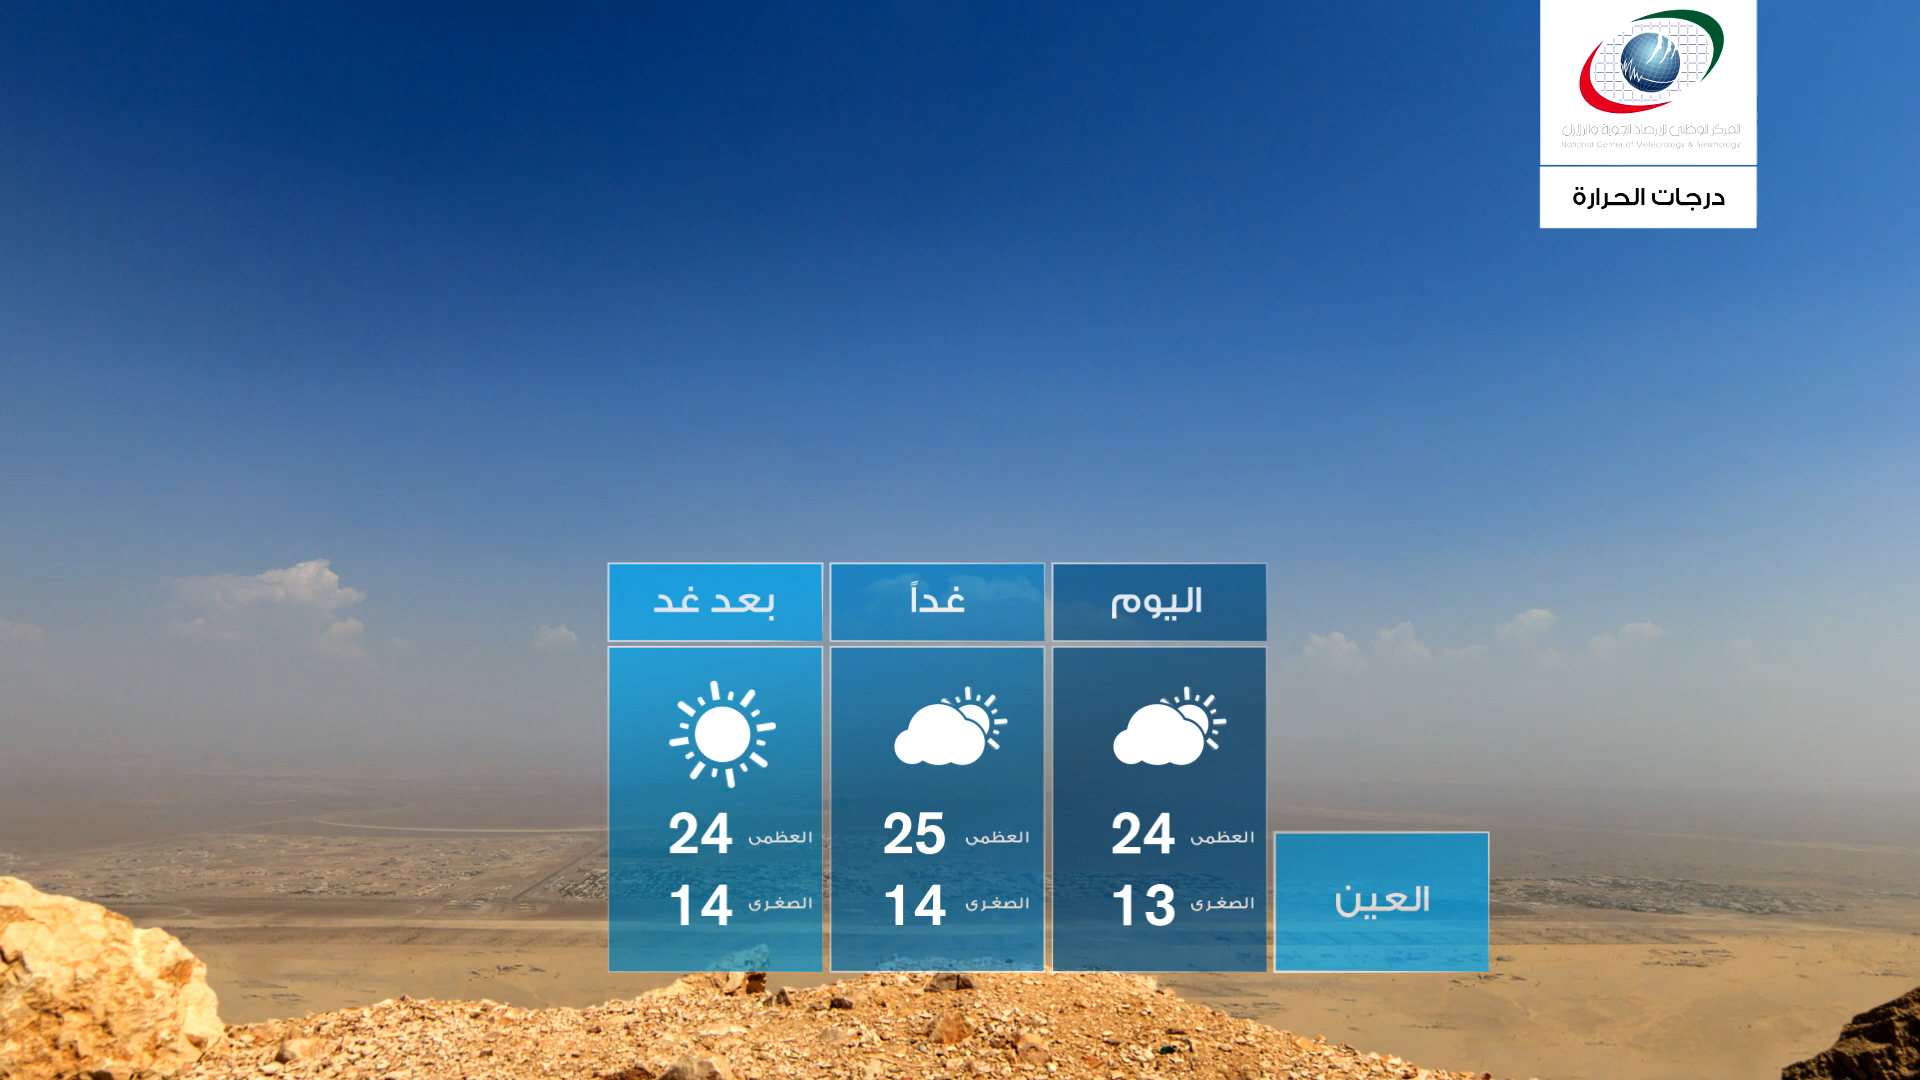 المركز الوطني للأرصاد الجوية والزلازل
National Center of Meteorology & Seismology
درجات الحرارة
اليوم
غداً
بعد غد
العظمى 24
العظمى 25
العظمى 24
الصغرى 13
الصغرى 14
الصغرى 14
العين